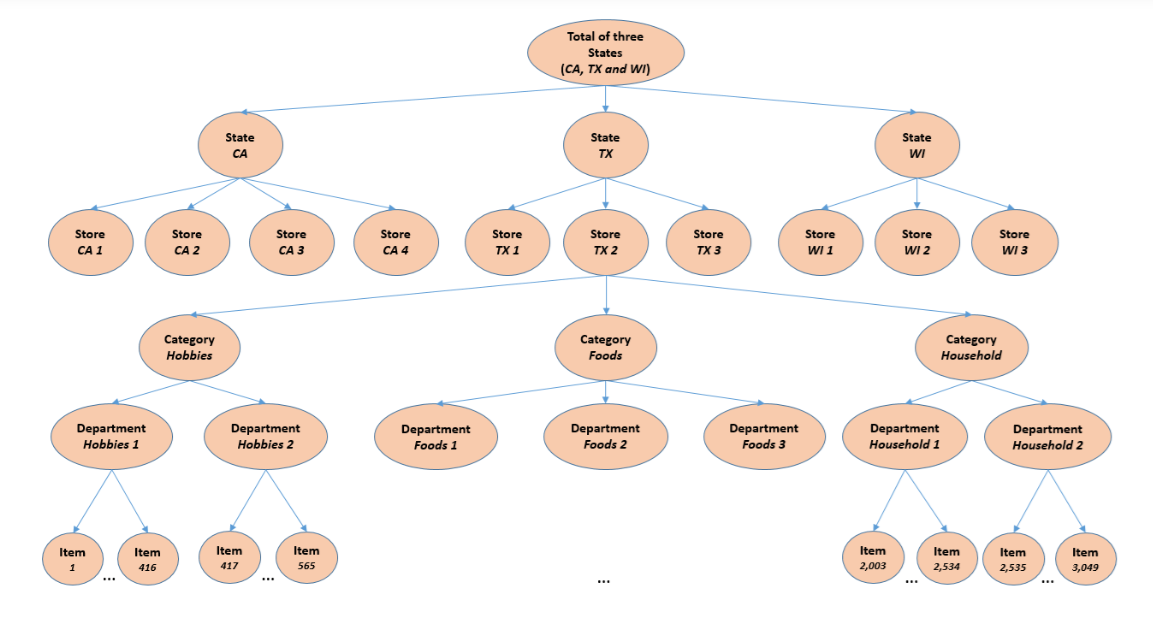 Total of three
States
(CA, TX and WI)
State
CA
State
TX
State
WI
Store
CA 1
Store
CA 2
Store
CA 3
Store
CA 4
Store
TX 1
Store
TX 2
Store
TX 3
Store
WI 1
Store
WI 2
Store
WI 3
Category
Hobbies
Category
Foods
Category
Household
Department
Hobbies 1
Department
Hobbies 2
Department
Foods 1
Department
Foods 2
Department
Foods 3
Department
Household 1
Department
Household 2
Item
1
...
Item
416
Item
417
...
Item
565
...
Item
2,003
...
Item
2,534
Item
2,535
...
Item
3,049